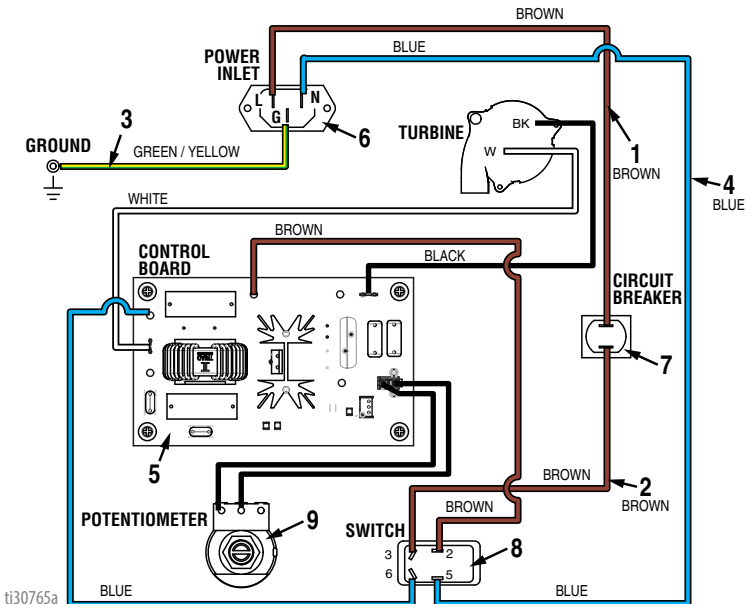 BROWN
BLUE
POWER
INLET
L
N
G
6
TURBINE
BK
W
GROUND
3
GREEN / YELLOW
1
BROWN
4
BLUE
WHITE
BROWN
BLACK
CONTROL
BOARD
CIRCUIT
BREAKER
7
5
BROWN
2
BROWN
BROWN
POTENTIOMETER
9
SWITCH
3
2
8
6
5
BLUE
BLUE
ti30765a